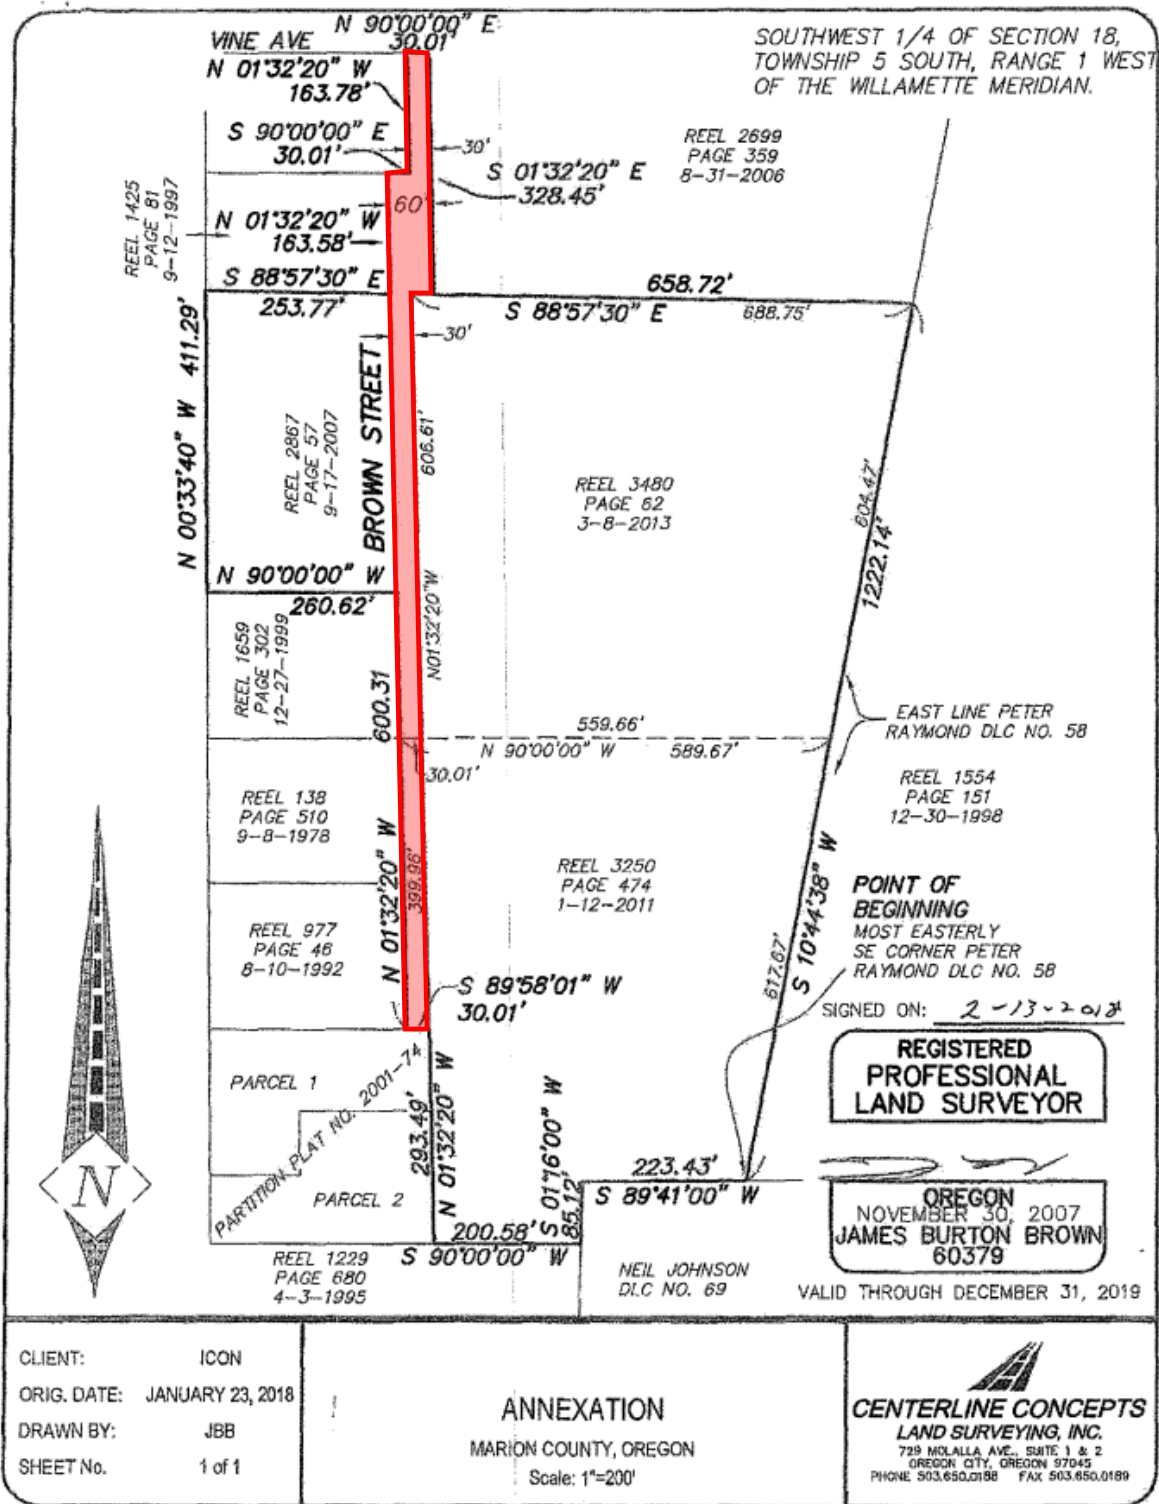 N 90°00'00" E
30.01'
VINE AVE
N 01°32'20" W
163.78'
S 90°00'00" E
30.01'
30'
S 01°32'20" E
328.45'
60'
N 01°32'20" W
163.58'
S 88°57'30" E
253.77'
SOUTHWEST 1/4 OF SECTION 18,
TOWNSHIP 5 SOUTH, RANGE 1 WEST
OF THE WILLAMETTE MERIDIAN.
REEL 2699
PAGE 359
8-31-2006
REEL 1425
PAGE 81
9-12-1997
658.72'
S 88°57'30" E
688.75'
30'
N 00°33'40" W 411.29'
REEL 2867
PAGE 57
9-17-2007
BROWN STREET
606.61'
REEL 3480
PAGE 62
3-8-2013
604.47'
1222.14'
N 90°00'00" W
260.62'
N01°32'20"W
REEL 1659
PAGE 302
12-27-1999
600.31
559.66'
N 90°00'00" W
589.67'
30.01'
EAST LINE PETER
RAYMOND DLC NO. 58
REEL 1554
PAGE 151
12-30-1998
REEL 138
PAGE 510
9-8-1978
N 01°32'20" W
399.96'
REEL 3250
PAGE 474
1-12-2011
S 10°44'38" W
617.67'
POINT OF
BEGINNING
MOST EASTERLY
SE CORNER PETER
RAYMOND DLC NO. 58
REEL 977
PAGE 46
8-10-1992
S 89°58'01" W
30.01'
SIGNED ON: 2-13-2018
REGISTERED
PROFESSIONAL
LAND SURVEYOR
PARCEL 1
PARTITION PLAT NO. 2001-74
293.49'
N 01°32'20" W
S 01°16'00" W
85.12'
223.43'
S 89°41'00" W
PARCEL 2
200.58'
S 90°00'00" W
OREGON
NOVEMBER 30, 2007
JAMES BURTON BROWN
60379
REEL 1229
PAGE 680
4-3-1995
NEIL JOHNSON
DLC NO. 69
VALID THROUGH DECEMBER 31, 2019
N
CLIENT: ICON
ORIG. DATE: JANUARY 23, 2018
DRAWN BY: JBB
SHEET No. 1 of 1
ANNEXATION
MARION COUNTY, OREGON
Scale: 1"=200'
CENTERLINE CONCEPTS
LAND SURVEYING, INC.
729 MOLALLA AVE., SUITE 1 & 2
OREGON CITY, OREGON 97045
PHONE 503.650.0188 FAX 503.650.0189